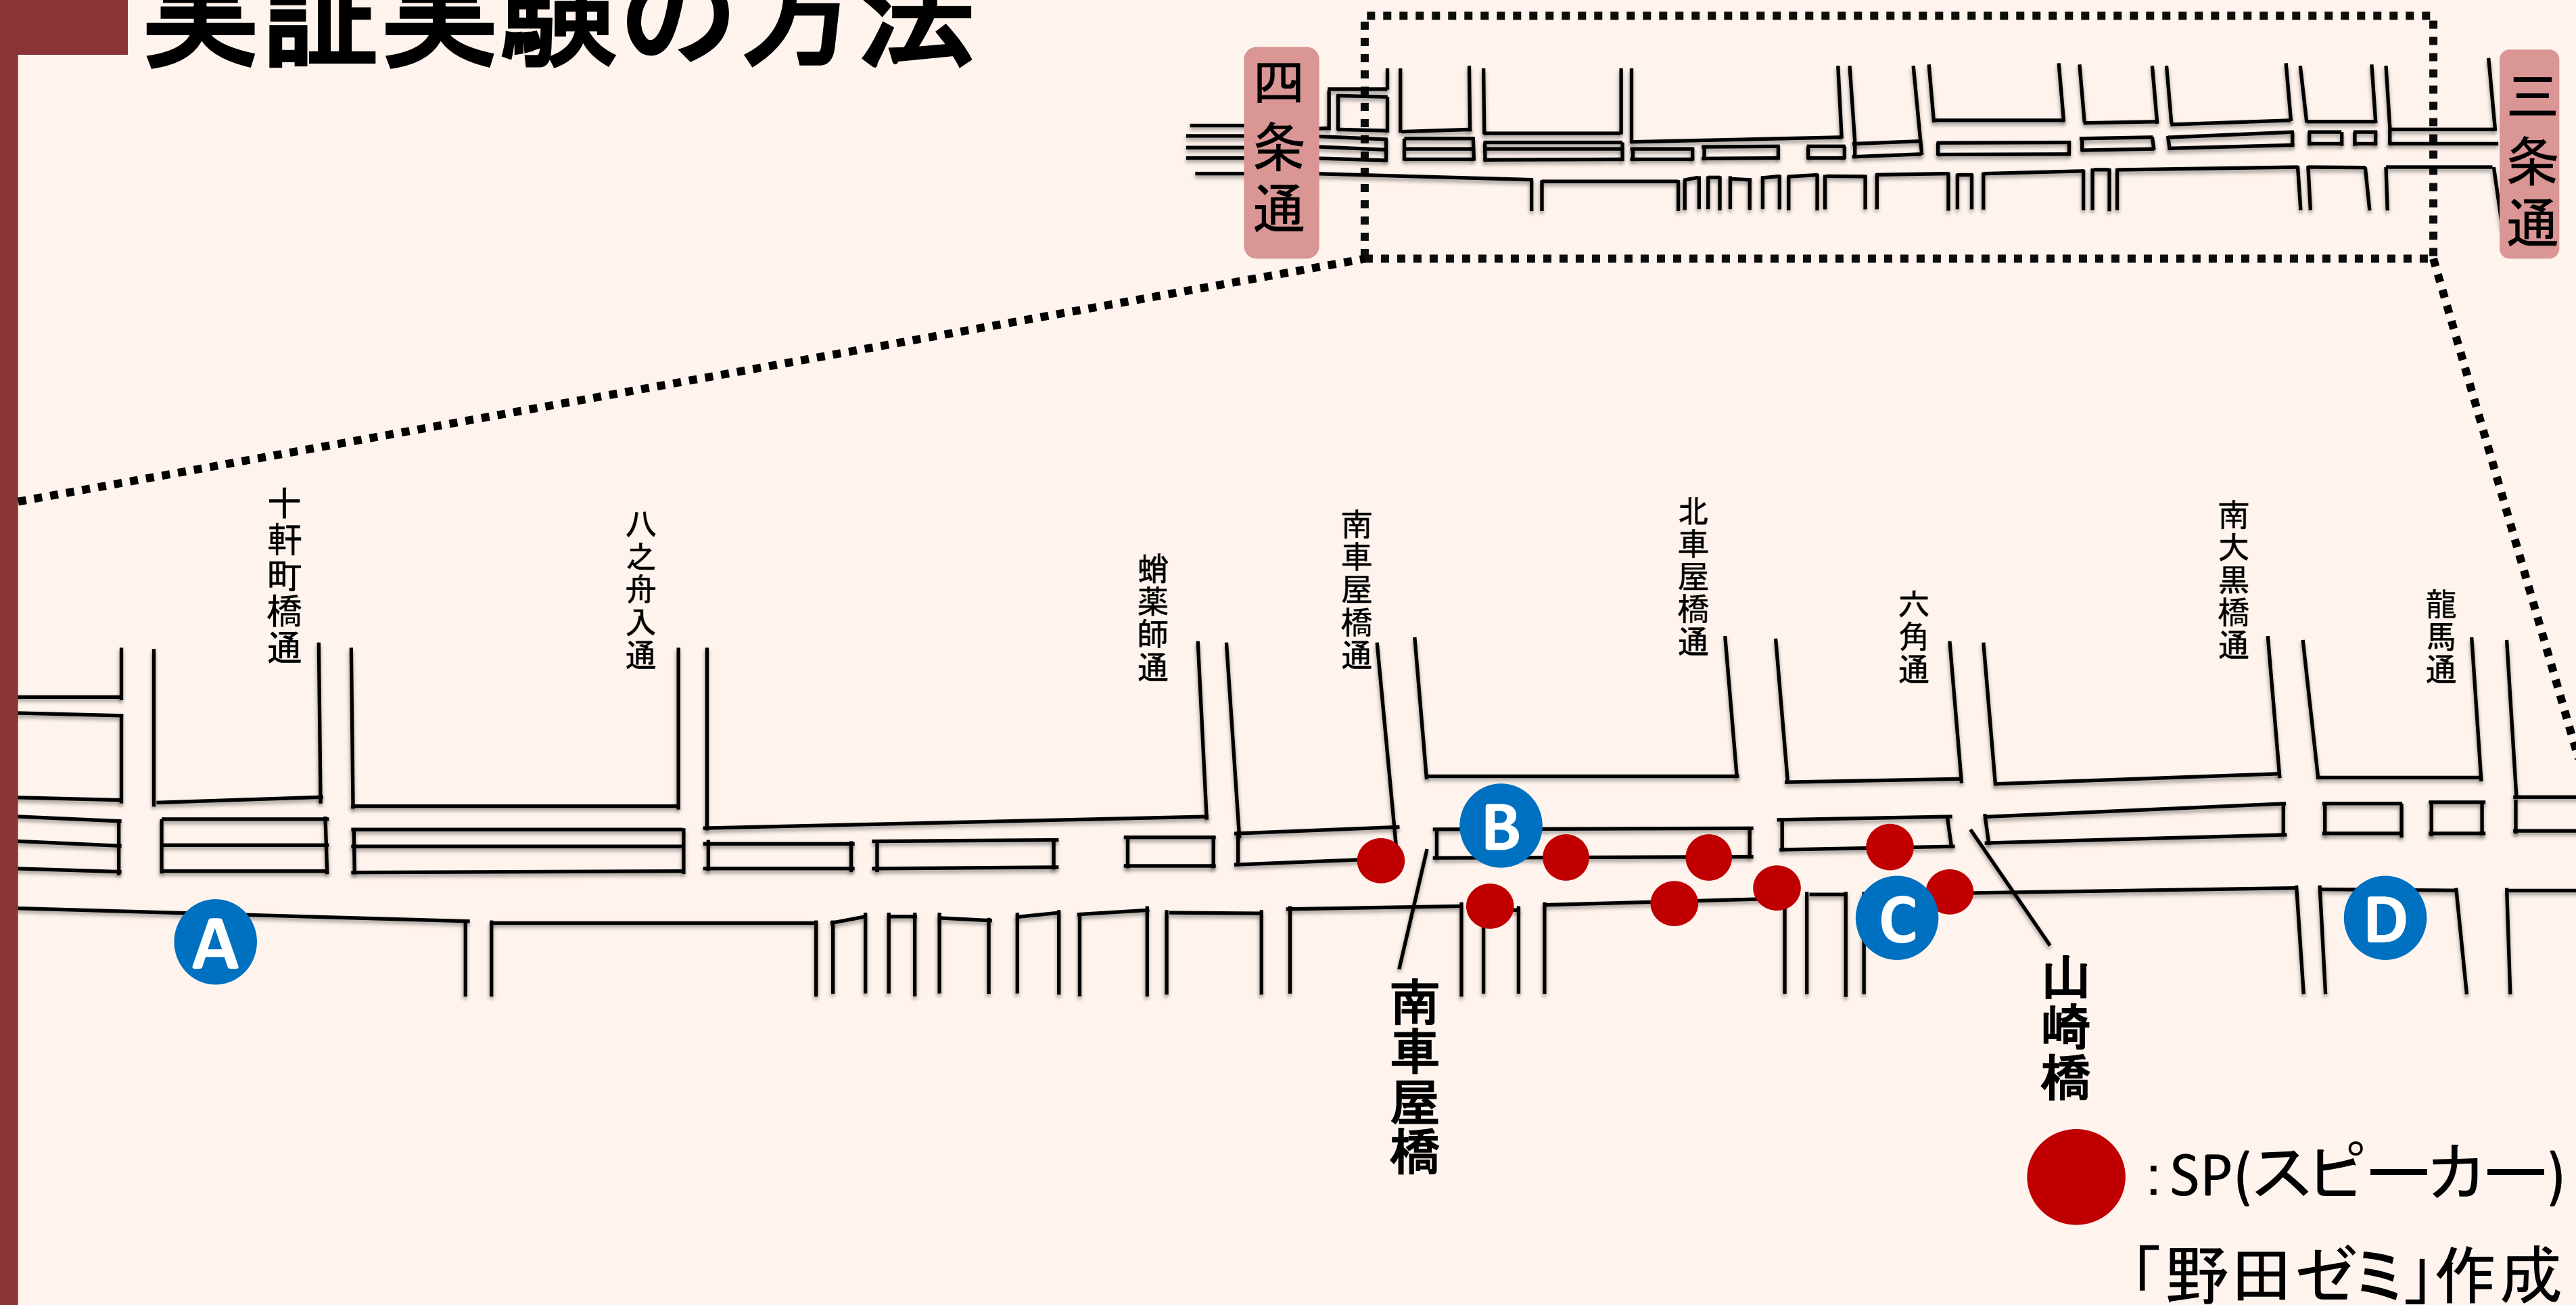 実証実験の方法
四条通
三条通
十軒町橋通
八之舟入通
蛸薬師通
南車屋橋通
北車屋橋通
六角通
南大黒橋通
龍馬通
A
B
C
D
南車屋橋
山崎橋
:SP(スピーカー)
「野田ゼミ」作成